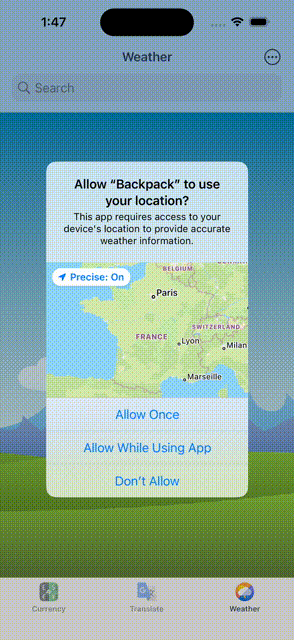 1:47
Weather
Search
Allow “Backpack” to use
your location?
This app requires access to your
device's location to provide accurate
weather information.
Precise: On
BELGIUM
Paris
FRANCE
SWITZERLAND
Lyon
Milan
Marseille
Allow Once
Allow While Using App
Don’t Allow
Currency
Translate
Weather